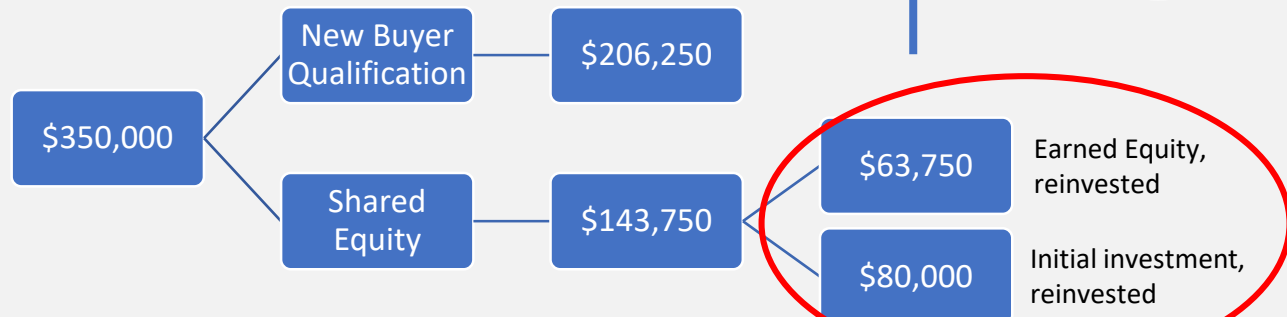 $350,000
New Buyer
Qualification
$206,250
Shared
Equity
$143,750
$63,750
Earned Equity,
reinvested
$80,000
Initial investment,
reinvested